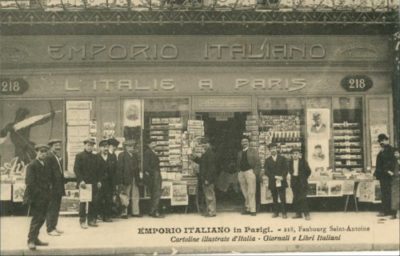 EMPORIO ITALIANO
218 L'ITALIE A PARIS 218
EMPORIO ITALIANO in Parigi. - 218, Faubourg Saint-Antoine
Cartoline illustrate d'Italia - Giornali e Libri Italiani